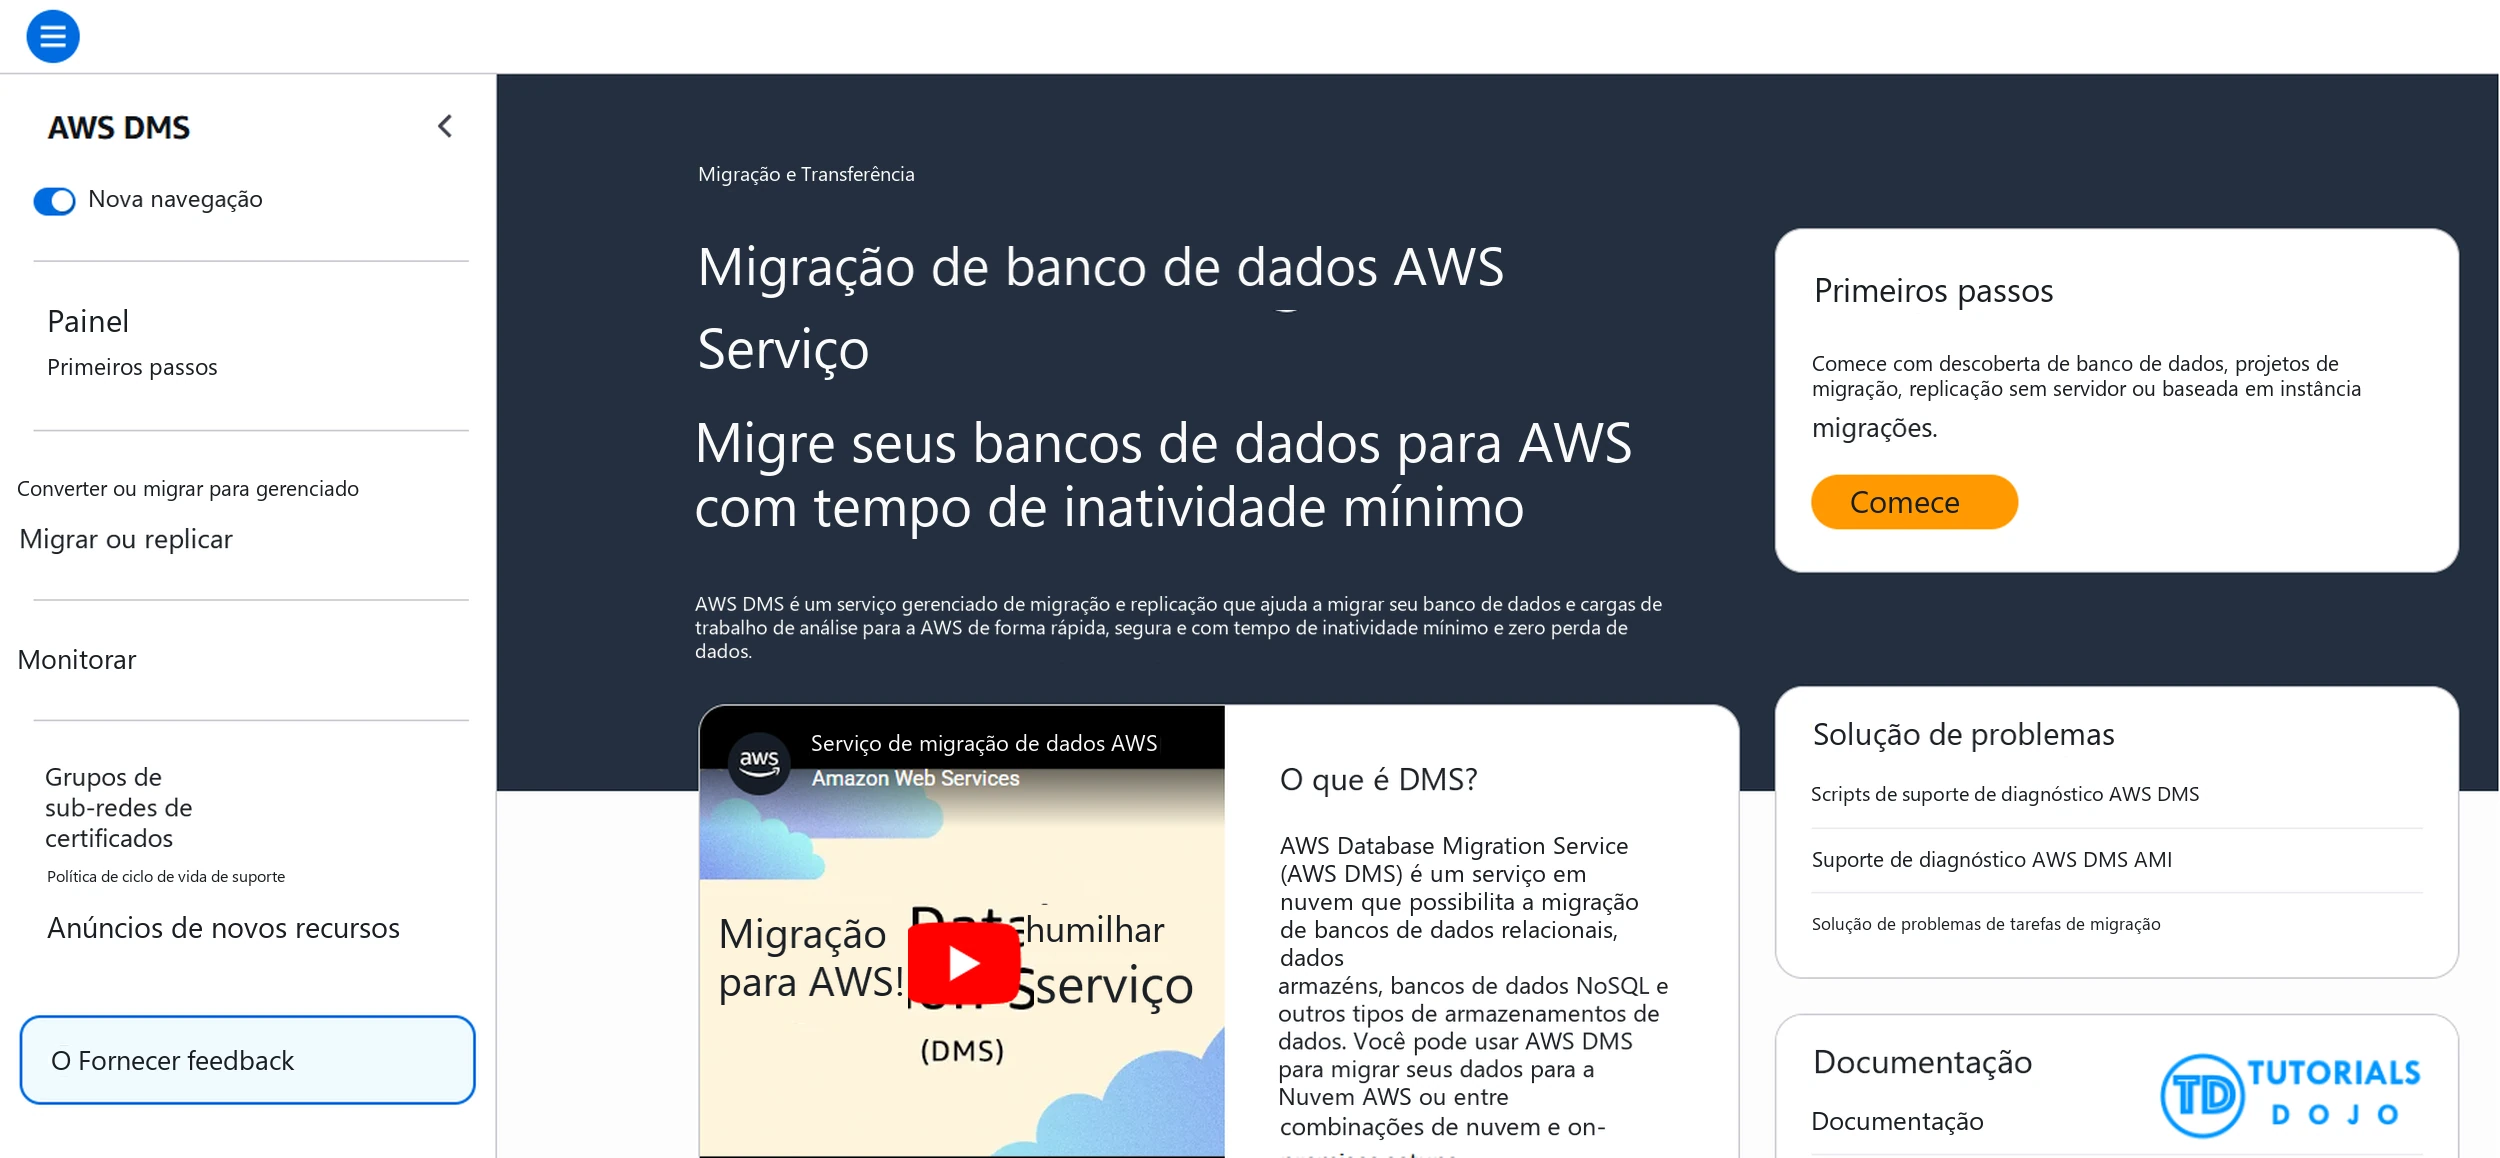 AWS DMS
Nova navegação
Painel
Primeiros passos
Converter ou migrar para gerenciado
Migrar ou replicar
Monitorar
Grupos de
sub-redes de
certificados
Política de ciclo de vida de suporte
Anúncios de novos recursos
O Fornecer feedback
Migração e Transferência
Migração de banco de dados AWS
Serviço
Migre seus bancos de dados para AWS
com tempo de inatividade mínimo
AWS DMS é um serviço gerenciado de migração e replicação que ajuda a migrar seu banco de dados e cargas de
trabalho de análise para a AWS de forma rápida, segura e com tempo de inatividade mínimo e zero perda de
dados.
aws
Serviço de migração de dados AWS
Amazon Web Services
Migração
para AWS!
humilhar
serviço
(DMS)
O que é DMS?
AWS Database Migration Service
(AWS DMS) é um serviço em
nuvem que possibilita a migração
de bancos de dados relacionais,
dados
armazéns, bancos de dados NoSQL e
outros tipos de armazenamentos de
dados. Você pode usar AWS DMS
para migrar seus dados para a
Nuvem AWS ou entre
combinações de nuvem e on-
Primeiros passos
Comece com descoberta de banco de dados, projetos de
migração, replicação sem servidor ou baseada em instância
migrações.
Comece
Solução de problemas
Scripts de suporte de diagnóstico AWS DMS
Suporte de diagnóstico AWS DMS AMI
Solução de problemas de tarefas de migração
Documentação
Documentação
TD
TUTORIALS
DOJO